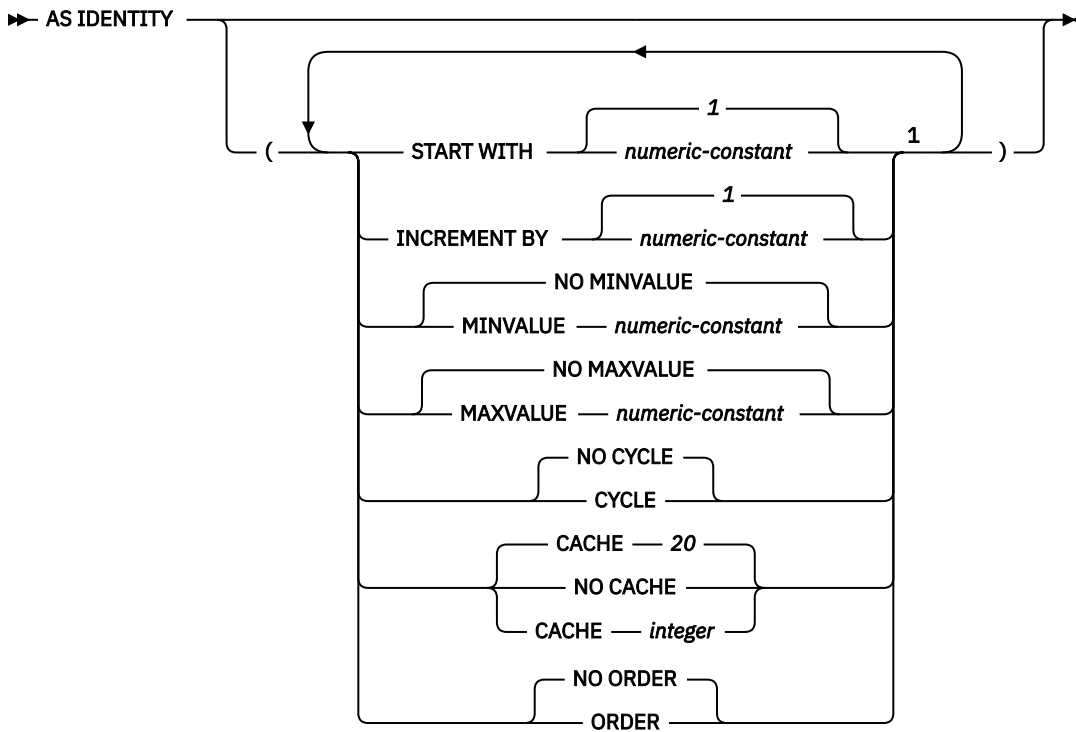 AS IDENTITY
1
( START WITH numeric-constant 1 )
1
INCREMENT BY numeric-constant
NO MINVALUE
MINVALUE numeric-constant
NO MAXVALUE
MAXVALUE numeric-constant
NO CYCLE
CYCLE
CACHE 20
NO CACHE
CACHE integer
NO ORDER
ORDER